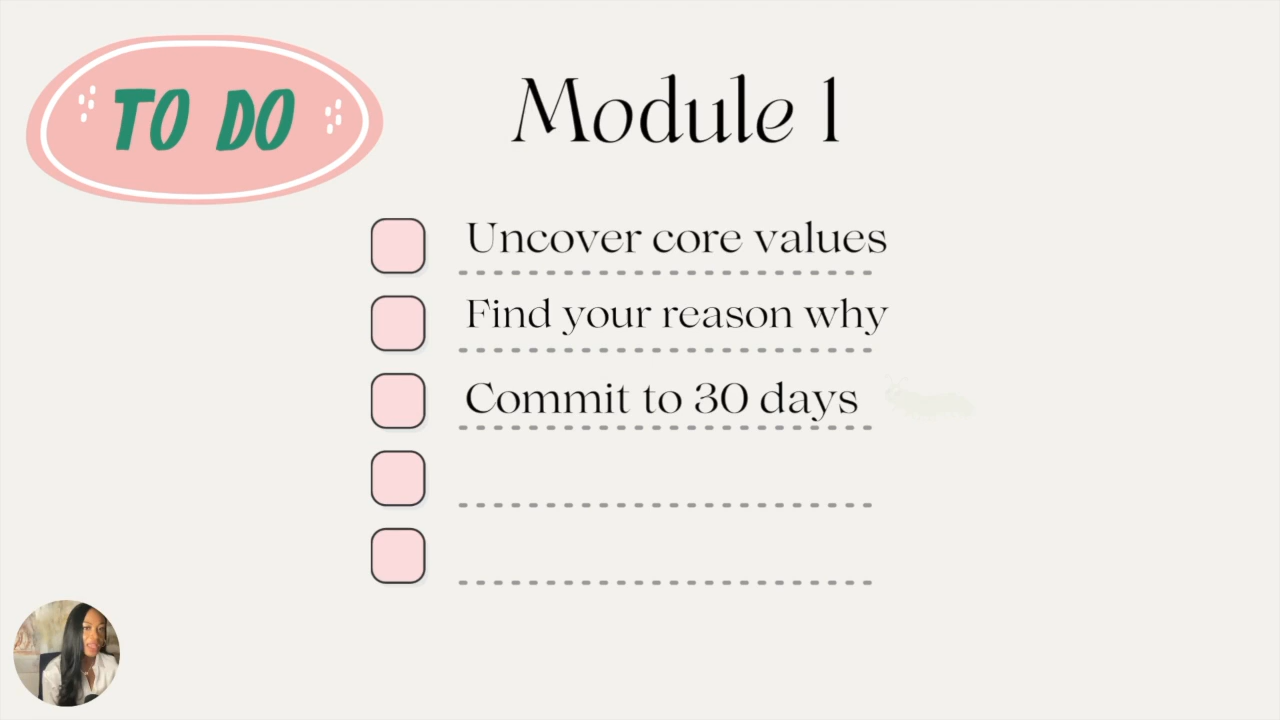 TO DO
Module 1
Uncover core values
Find your reason why
Commit to 30 days